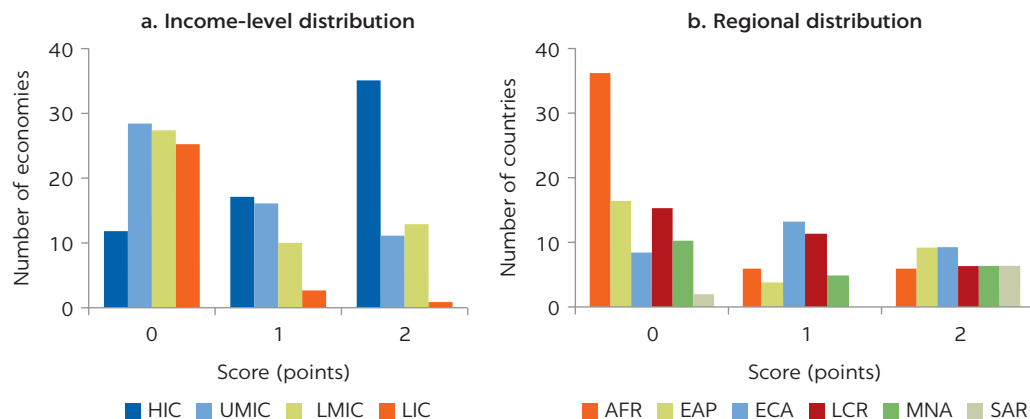 a. Income-level distribution
40
30
20
10
0
Number of economies
0 1 2
Score (points)
HIC UMIC LMIC LIC
b. Regional distribution
40
30
20
10
0
Number of countries
0 1 2
Score (points)
AFR EAP ECA LCR MNA SAR